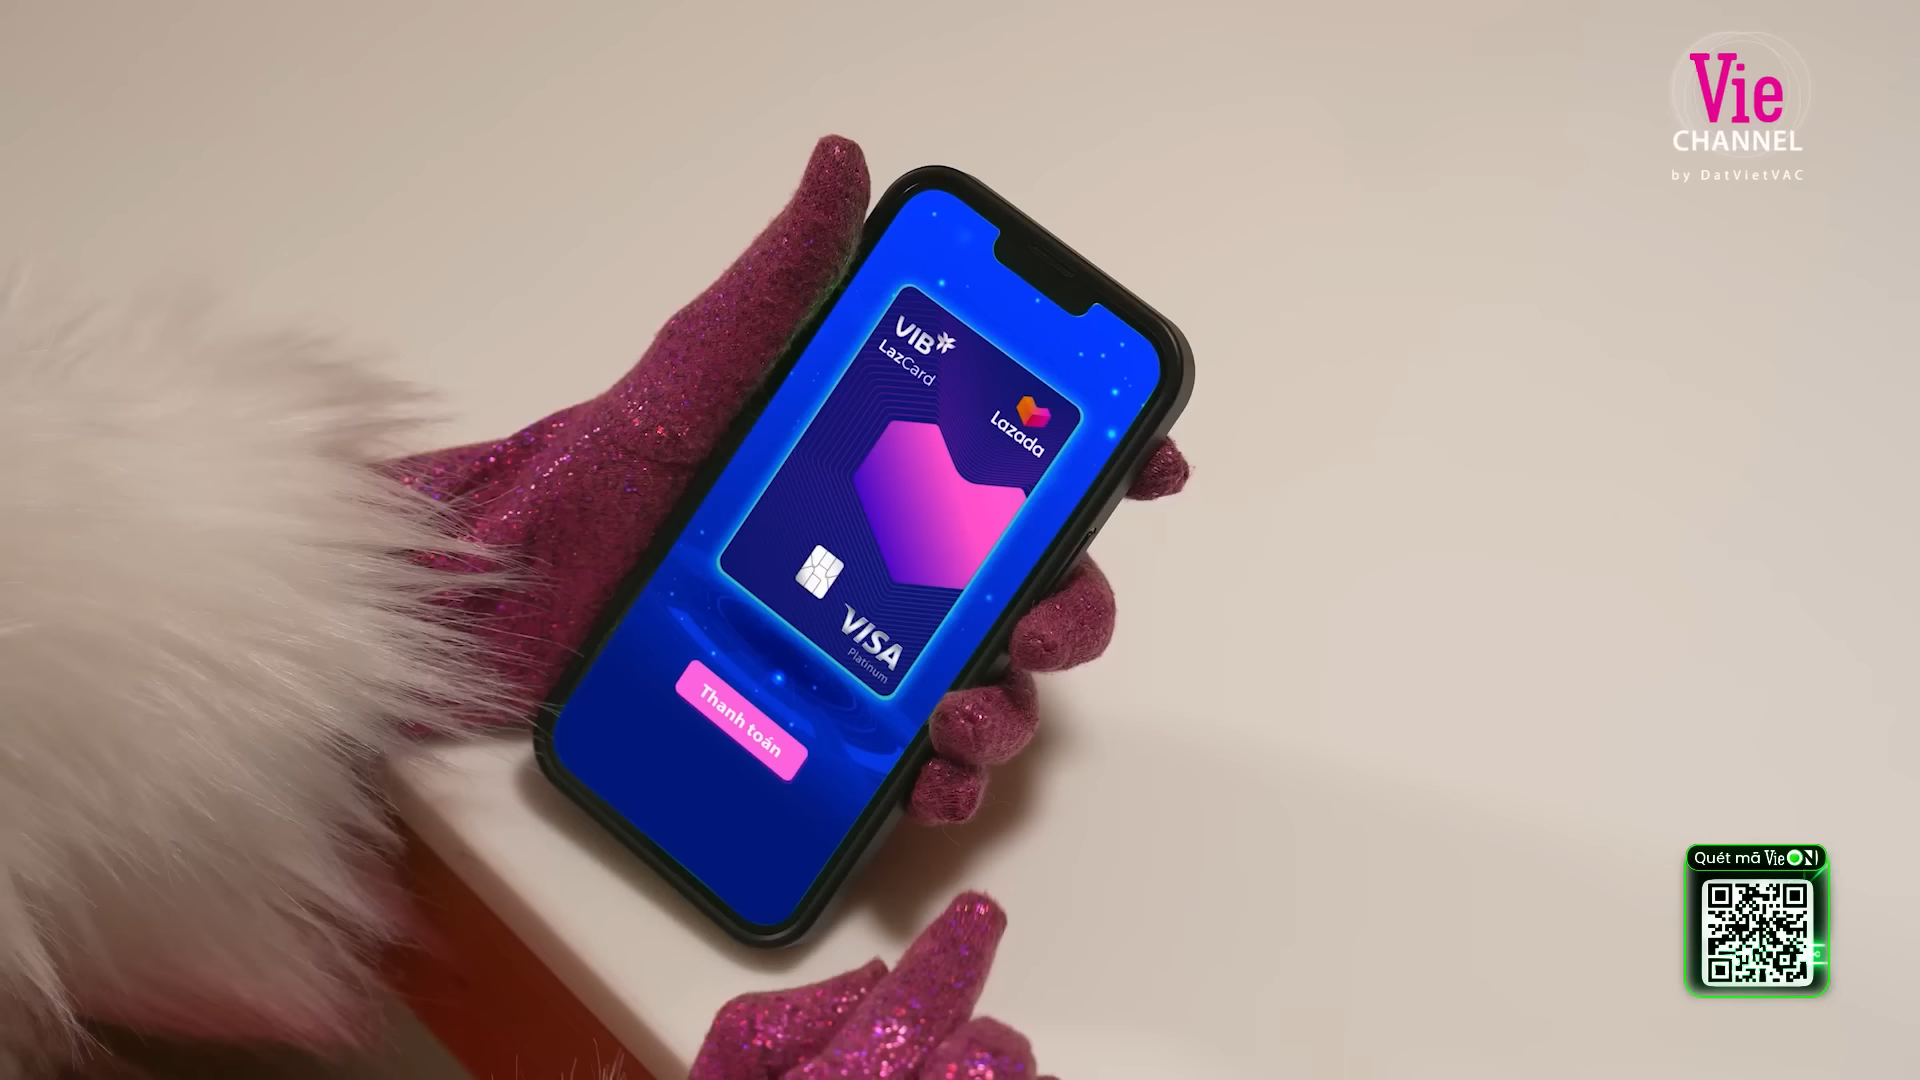 Vie
CHANNEL
by DatVietVAC
VIB
LazCard
Lazada
VISA
Platinum
Thanh toán
Quét mã VieON